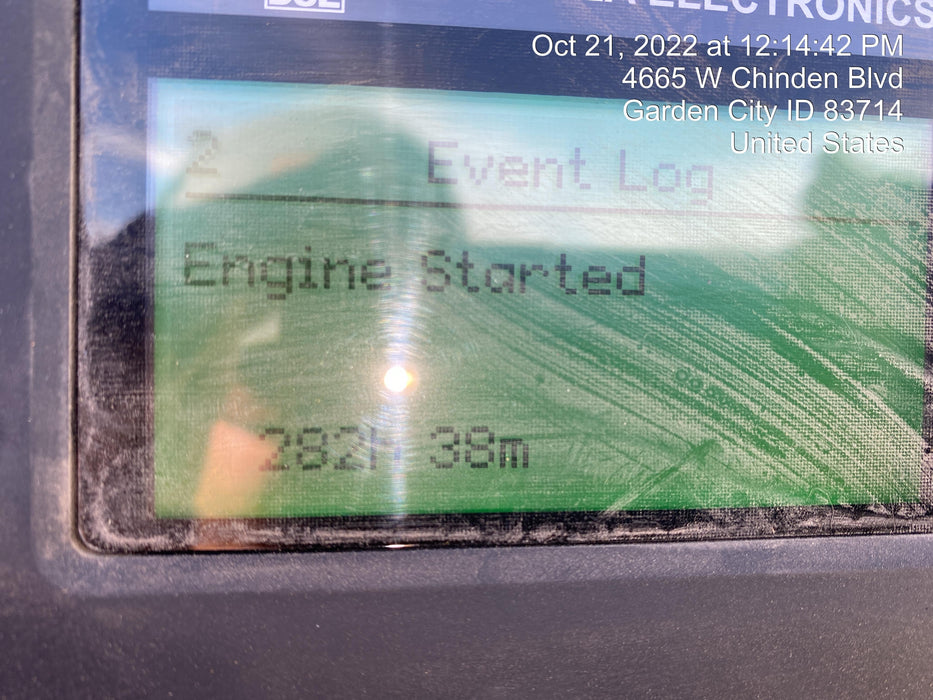 DSE
ELECTRONICS
Oct 21, 2022 at 12:14:42 PM
4665 W Chinden Blvd
Garden City ID 83714
United States
2 Event Log
Engine Started
282h 38m